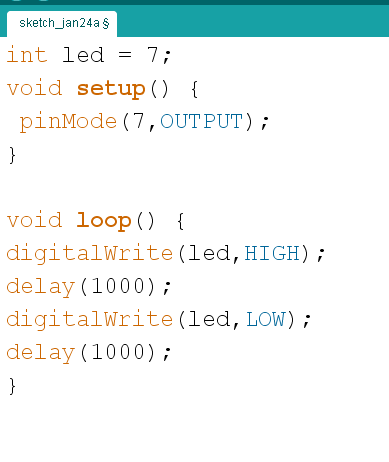 sketch_jan24a §
int led = 7;
void setup() {
 pinMode(7,OUTPUT);
}

void loop() {
digitalWrite(led,HIGH);
delay(1000);
digitalWrite(led,LOW);
delay(1000);
}